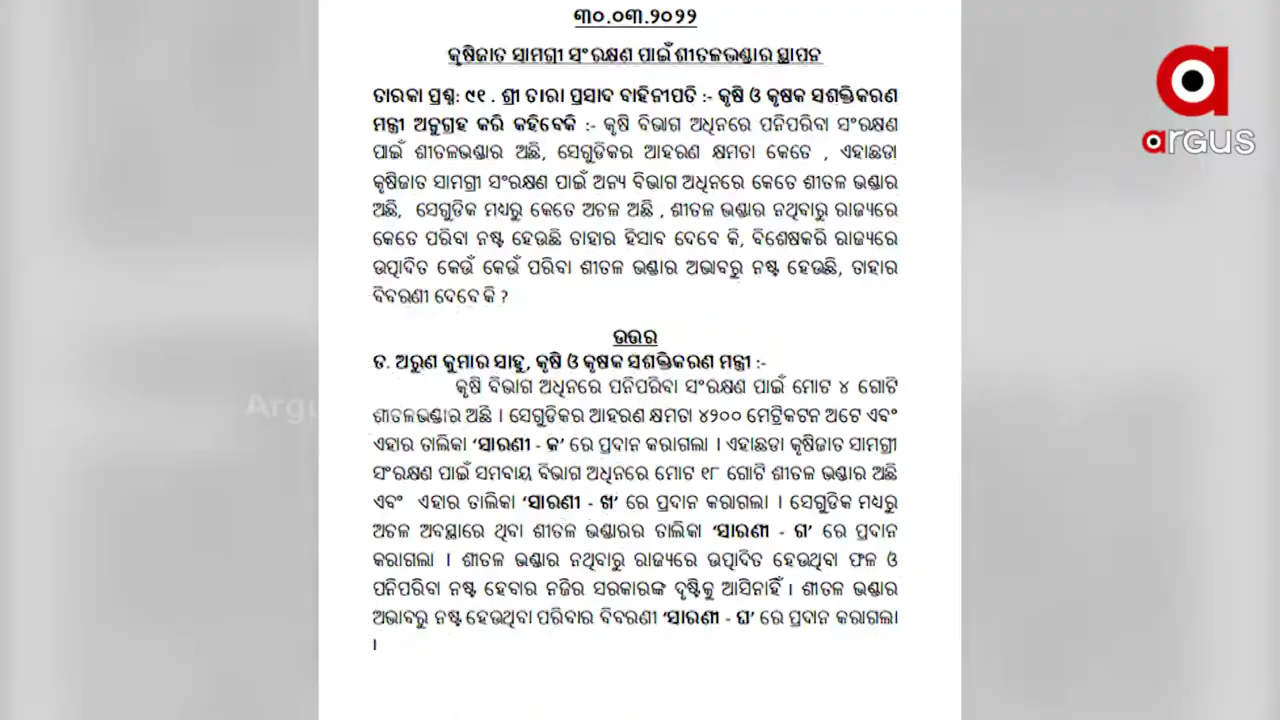 ୩୦.୦୩.୨୦୨୨
କୃଷିଜାତ ସାମଗ୍ରୀ ସଂରକ୍ଷଣ ପାଇଁ ଶୀତଳଭଣ୍ଡାର ସ୍ଥାପନ
ତାରକା ପ୍ରଶ୍ନ: ୯୧ . ଶ୍ରୀ ତାରା ପ୍ରସାଦ ବାହିନୀପତି :- କୃଷି ଓ କୃଷକ ସଶକ୍ତିକରଣ
ମନ୍ତ୍ରୀ ଅନୁଗ୍ରହ କରି କହିବେକି :- କୃଷି ବିଭାଗ ଅଧିନରେ ପନିପରିବା ସଂରକ୍ଷଣ
ପାଇଁ ଶୀତଳଭଣ୍ଡାର ଅଛି, ସେଗୁଡିକର ଆହରଣ କ୍ଷମତା କେତେ , ଏହାଛଡା
କୃଷିଜାତ ସାମଗ୍ରୀ ସଂରକ୍ଷଣ ପାଇଁ ଅନ୍ୟ ବିଭାଗ ଅଧିନରେ କେତେ ଶୀତଳ ଭଣ୍ଡାର
ଅଛି, ସେଗୁଡିକ ମଧ୍ୟରୁ କେତେ ଅଚଳ ଅଛି , ଶୀତଳ ଭଣ୍ଡାର ନଥିବାରୁ ରାଜ୍ୟରେ
କେତେ ପରିବା ନଷ୍ଟ ହେଉଛି ତାହାର ହିସାବ ଦେବେ କି, ବିଶେଷକରି ରାଜ୍ୟରେ
ଉତ୍ପାଦିତ କେଉଁ କେଉଁ ପରିବା ଶୀତଳ ଭଣ୍ଡାର ଅଭାବରୁ ନଷ୍ଟ ହେଉଛି, ତାହାର
ବିବରଣୀ ଦେବେ କି ?
ଉତ୍ତର
ଡ. ଅରୁଣ କୁମାର ସାହୁ, କୃଷି ଓ କୃଷକ ସଶକ୍ତିକରଣ ମନ୍ତ୍ରୀ :-
କୃଷି ବିଭାଗ ଅଧିନରେ ପନିପରିବା ସଂରକ୍ଷଣ ପାଇଁ ମୋଟ ୪ ଗୋଟି
ଶୀତଳଭଣ୍ଡାର ଅଛି । ସେଗୁଡିକର ଆହରଣ କ୍ଷମତା ୪୨୦୦ ମେଟ୍ରିକଟନ ଅଟେ ଏବଂ
ଏହାର ତାଲିକା ‘ସାରଣୀ - କ’ ରେ ପ୍ରଦାନ କରାଗଲା । ଏହାଛଡା କୃଷିଜାତ ସାମଗ୍ରୀ
ସଂରକ୍ଷଣ ପାଇଁ ସମବାୟ ବିଭାଗ ଅଧିନରେ ମୋଟ ୧୮ ଗୋଟି ଶୀତଳ ଭଣ୍ଡାର ଅଛି
ଏବଂ ଏହାର ତାଲିକା ‘ସାରଣୀ - ଖ’ ରେ ପ୍ରଦାନ କରାଗଲା । ସେଗୁଡିକ ମଧ୍ୟରୁ
ଅଚଳ ଅବସ୍ଥାରେ ଥିବା ଶୀତଳ ଭଣ୍ଡାରର ତାଲିକା ‘ସାରଣୀ - ଗ’ ରେ ପ୍ରଦାନ
କରାଗଲା । ଶୀତଳ ଭଣ୍ଡାର ନଥିବାରୁ ରାଜ୍ୟରେ ଉତ୍ପାଦିତ ହେଉଥିବା ଫଳ ଓ
ପନିପରିବା ନଷ୍ଟ ହେବାର ନଜିର ସରକାରଙ୍କ ଦୃଷ୍ଟିକୁ ଆସିନାହିଁ । ଶୀତଳ ଭଣ୍ଡାର
ଅଭାବରୁ ନଷ୍ଟ ହେଉଥିବା ପରିବାର ବିବରଣୀ ‘ସାରଣୀ - ଘ’ ରେ ପ୍ରଦାନ କରାଗଲା
।
argus